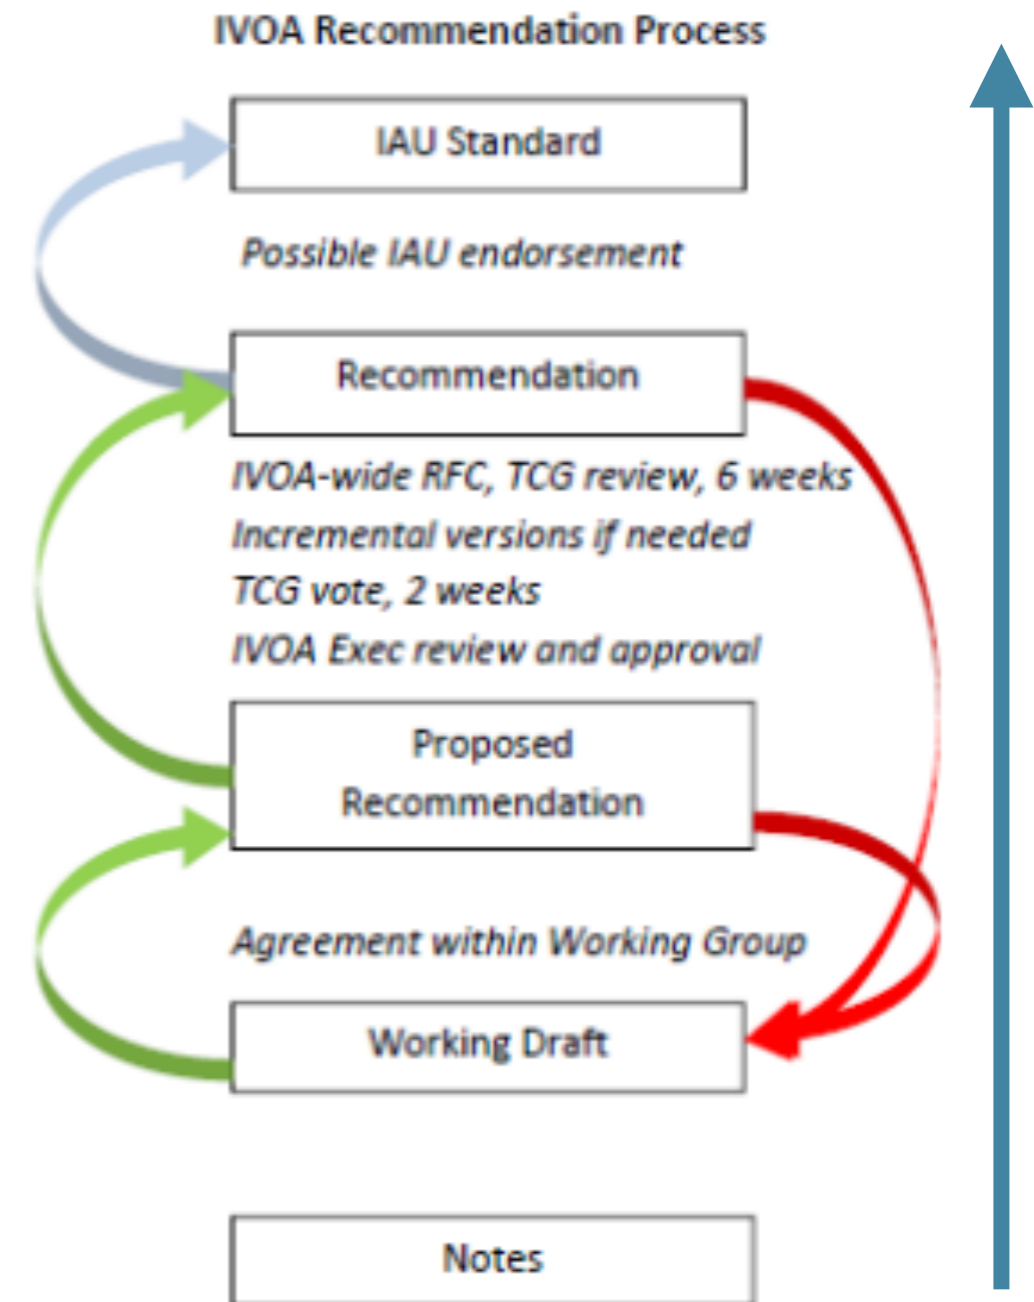 IVOA Recommendation Process
IAU Standard
Possible IAU endorsement
Recommendation
IVOA-wide RFC, TCG review, 6 weeks
Incremental versions if needed
TCG vote, 2 weeks
IVOA Exec review and approval
Proposed
Recommendation
Agreement within Working Group
Working Draft
Notes